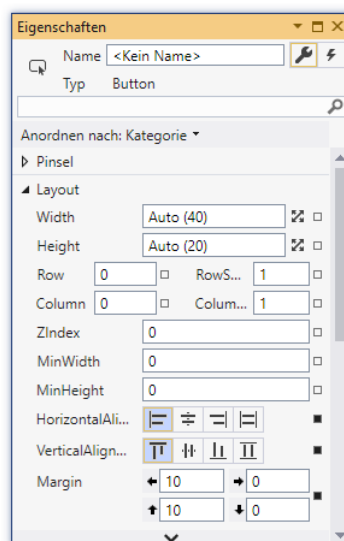 Eigenschaften
Name <Kein Name>
Typ Button
Anordnen nach: Kategorie
Pinsel
Layout
Width Auto (40)
Height Auto (20)
Row 0 RowS... 1
Column 0 Colum... 1
ZIndex 0
MinWidth 0
MinHeight 0
HorizontalAli...
VerticalAlign...
Margin 10 0
10 0